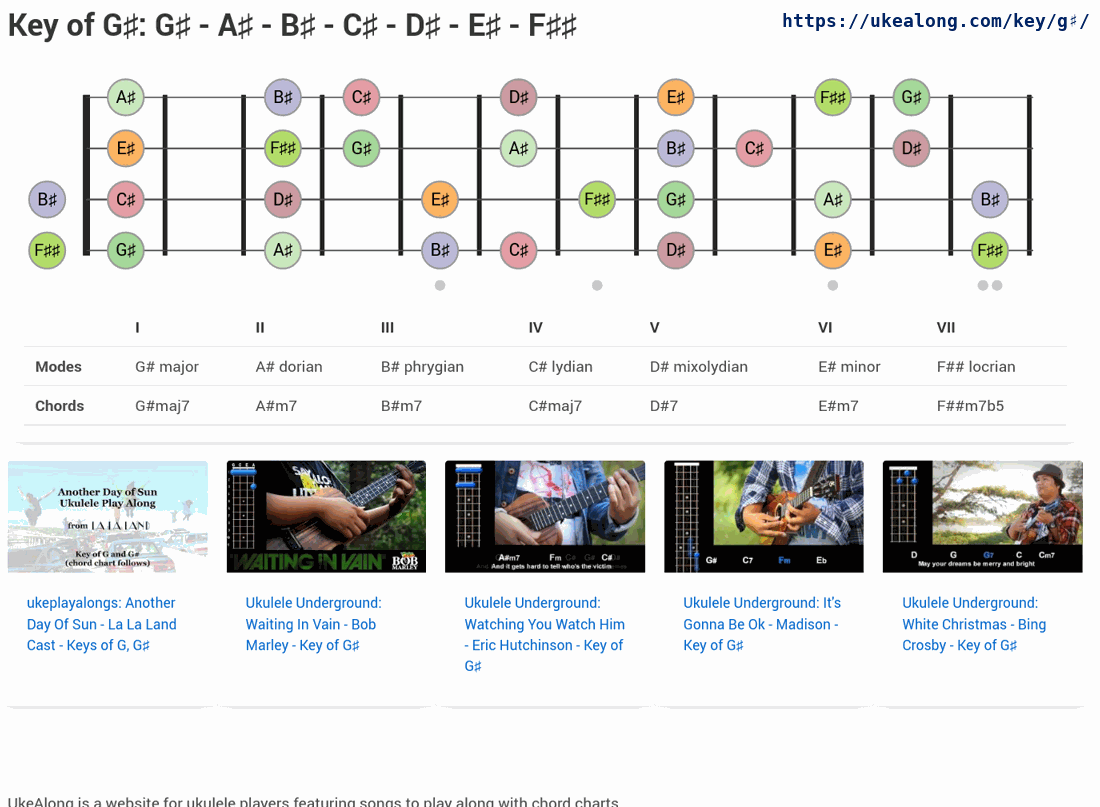 Key of G♯: G♯ - A♯ - B♯ - C♯ - D♯ - E♯ - F♯♯
https://ukealong.com/key/g♯/
A♯ B♯ C♯ D♯ E♯ F♯♯ G♯
E♯ F♯♯ G♯ A♯ B♯ C♯ D♯
B♯ C♯ D♯ E♯ F♯♯ G♯ A♯ B♯
F♯♯ G♯ A♯ B♯ C♯ D♯ E♯ F♯♯
I II III IV V VI VII
Modes G# major A# dorian B# phrygian C# lydian D# mixolydian E# minor F## locrian
Chords G#maj7 A#m7 B#m7 C#maj7 D#7 E#m7 F##m7b5
Another Day of Sun
Ukulele Play Along
from LA LA LAND
Key of G and G#
(chord chart follows)
G C E A
WAITING IN VAIN
BOB
MARLEY
A#m7 Fm C# G# C#
And it gets hard to tell who's the victim
G# C7 Fm Eb
D G G7 C Cm7
May your dreams be merry and bright
ukeplayalongs: Another
Day Of Sun - La La Land
Cast - Keys of G, G♯
Ukulele Underground:
Waiting In Vain - Bob
Marley - Key of G♯
Ukulele Underground:
Watching You Watch Him
- Eric Hutchinson - Key of
G♯
Ukulele Underground: It's
Gonna Be Ok - Madison -
Key of G♯
Ukulele Underground:
White Christmas - Bing
Crosby - Key of G♯
UkeAlong is a website for ukulele players featuring songs to play along with chord charts